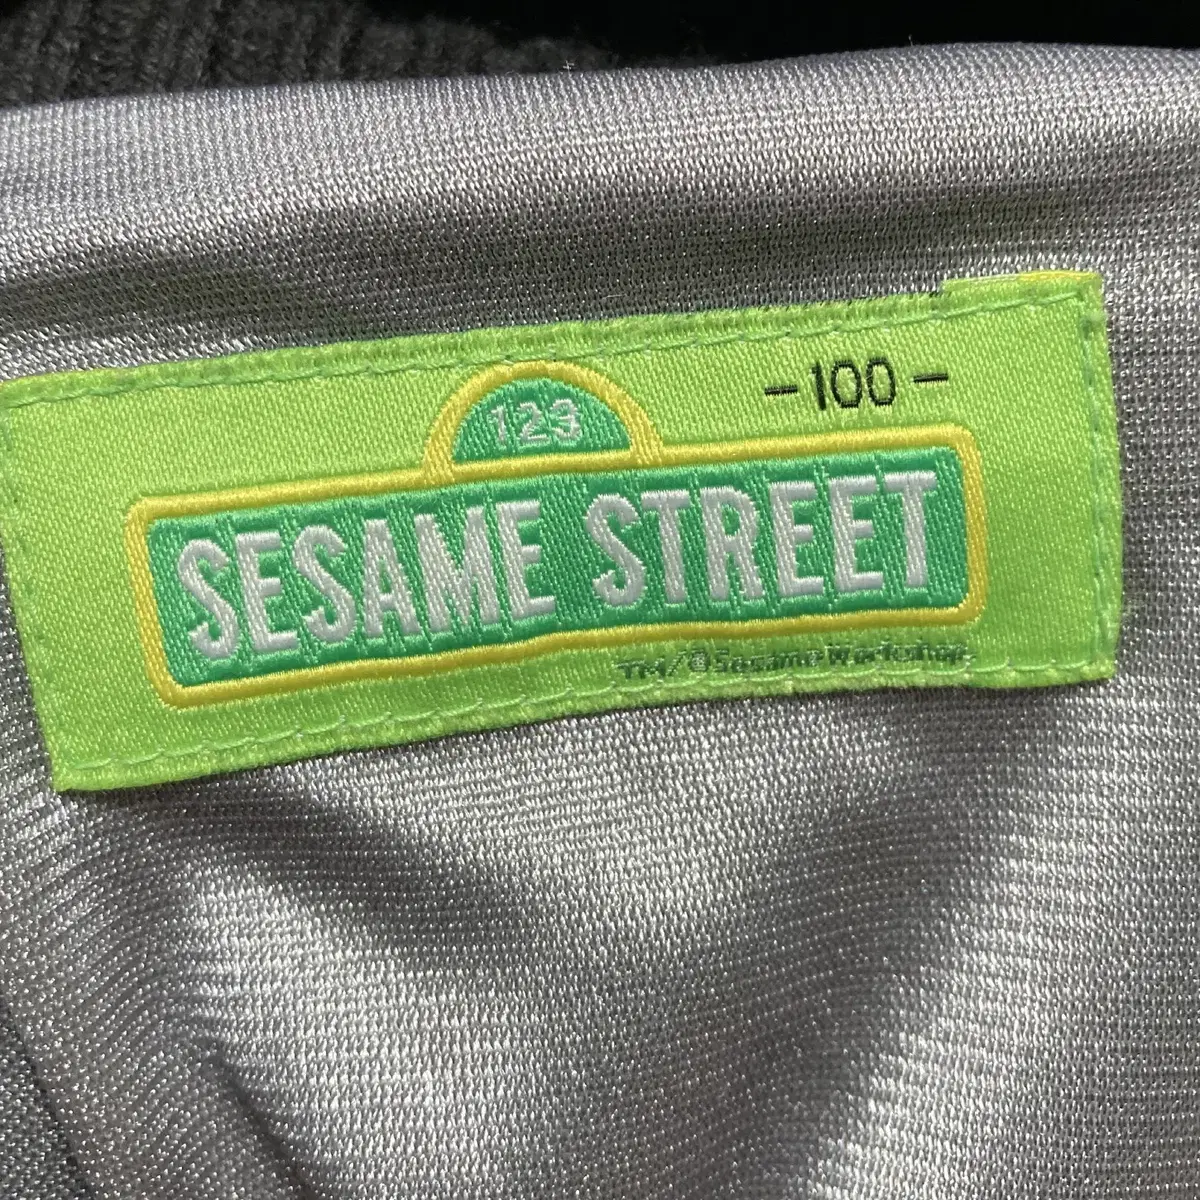 -100-
123
SESAME STREET
TM/© Sesame Workshop.